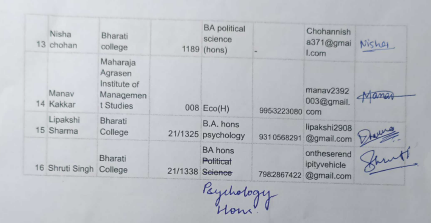 Nisha Bharati BA political Chohannish
13 chohan college 1189 science (hons) - a371@gmail.com Nisha
Maharaja Agrasen Institute of Management Studies
14 Manav Kakkar 008 Eco(H) 9953223080 manav2392003@gmail.com Manav
15 Lipakshi Sharma Bharati College 21/1325 B.A. hons psychology 9310568291 lipakshi2908@gmail.com
16 Shruti Singh Bharati College 21/1338 BA hons Political Science 7982867422 ontheserendpityvehicle@gmail.com Shruti
Psychology
Hons.